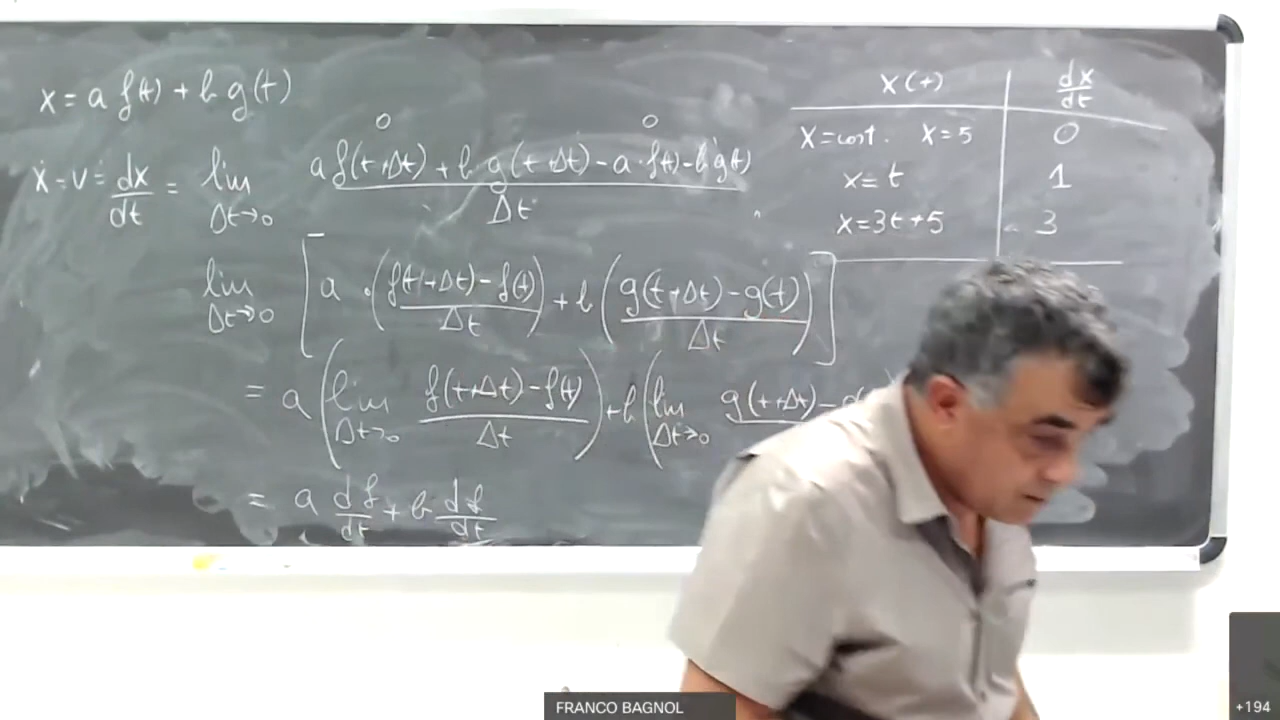 x = a f(t) + b g(t)
ẋ = v = dx/dt = lim Δt→0 (a f(t+Δt) + b g(t+Δt) - a·f(t) - b g(t))/Δt
lim Δt→0 [a·((f(t+Δt) - f(t))/Δt) + b((g(t+Δt) - g(t))/Δt)]
= a(lim Δt→0 (f(t+Δt) - f(t))/Δt) + b(lim Δt→0 g(t+Δt) -
= a df/dt + b df/dt
x(t) dx/dt
x=cost. x=5 0
x=t 1
x=3t+5 3
FRANCO BAGNOL
+194